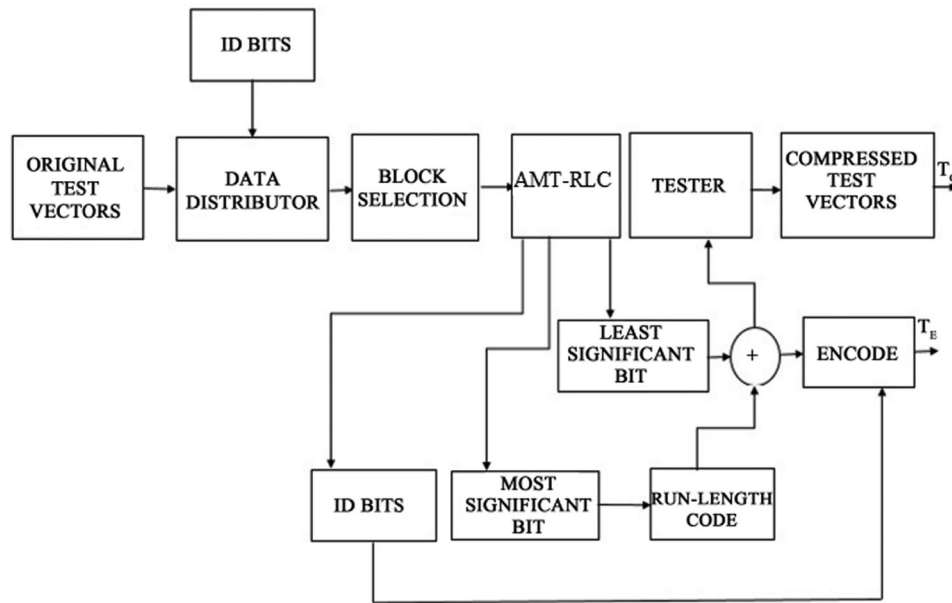 ID BITS
ORIGINAL
TEST
VECTORS
DATA
DISTRIBUTOR
BLOCK
SELECTION
AMT-RLC
TESTER
COMPRESSED
TEST
VECTORS
LEAST
SIGNIFICANT
BIT
+
ENCODE
TE
ID BITS
MOST
SIGNIFICANT
BIT
RUN-LENGTH
CODE